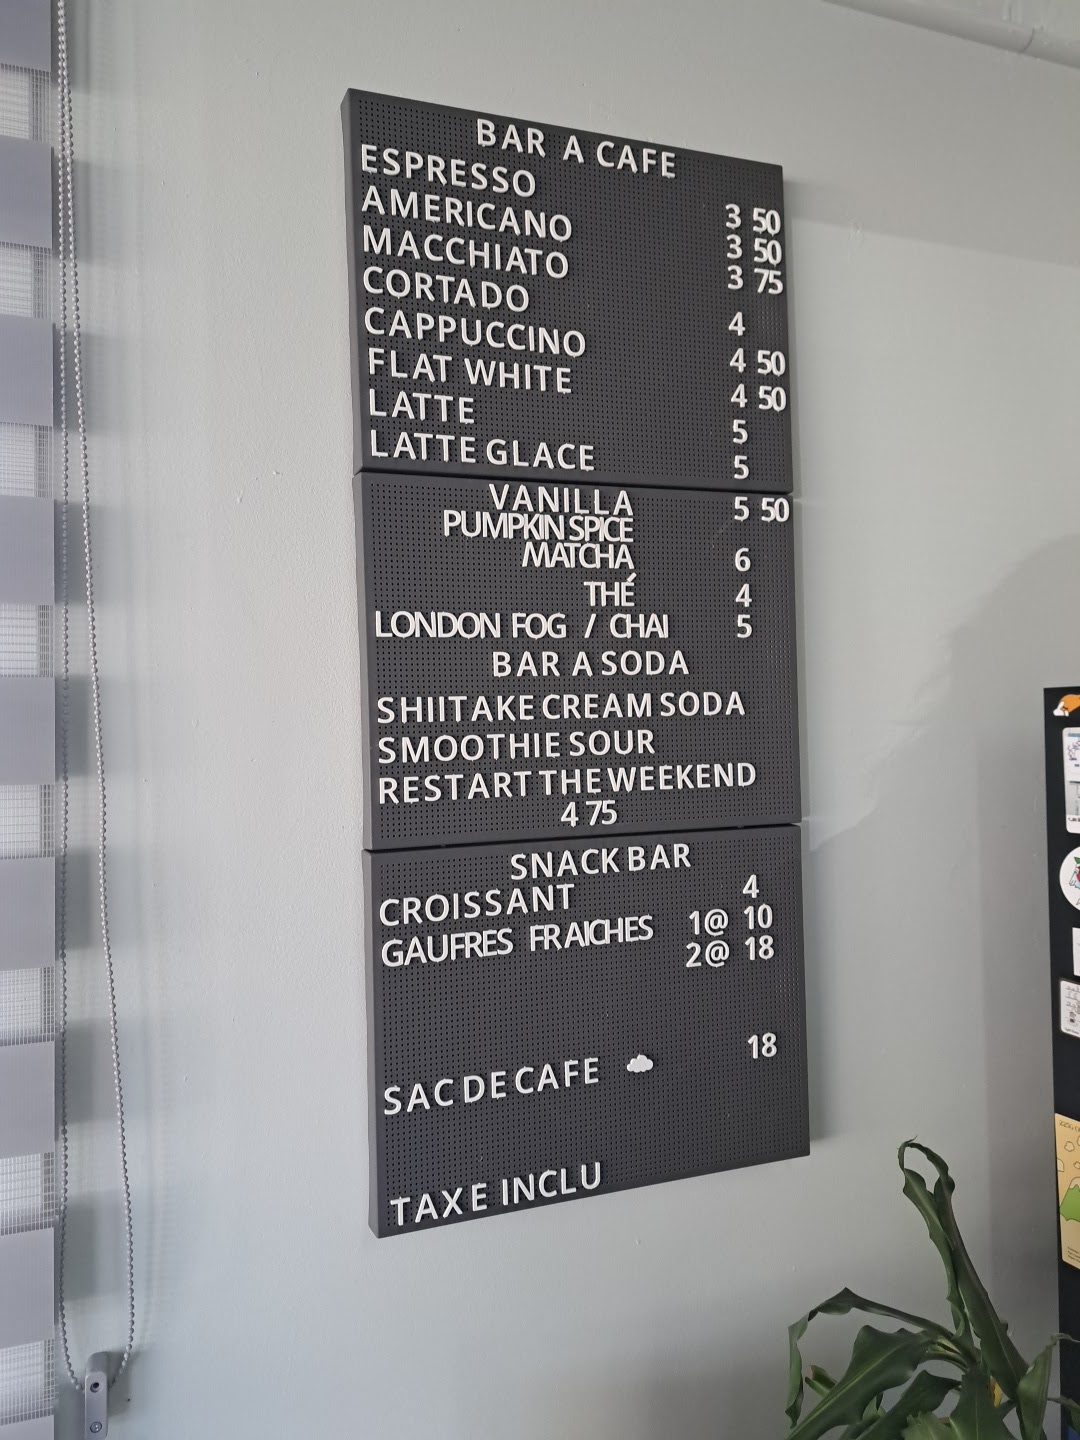 BAR A CAFE
ESPRESSO 3 50
AMERICANO 3 50
MACCHIATO 3 75
CORTADO 4
CAPPUCCINO 4 50
FLAT WHITE 4 50
LATTE 5
LATTE GLACE 5
VANILLA 5 50
PUMPKIN SPICE
MATCHA 6
THÉ 4
LONDON FOG / CHAI 5
BAR A SODA
SHIITAKE CREAM SODA
SMOOTHIE SOUR
RESTART THE WEEKEND
4 75
SNACK BAR
CROISSANT 4
GAUFRES FRAICHES 1@ 10
2@ 18
SAC DE CAFE 18
TAXE INCLU